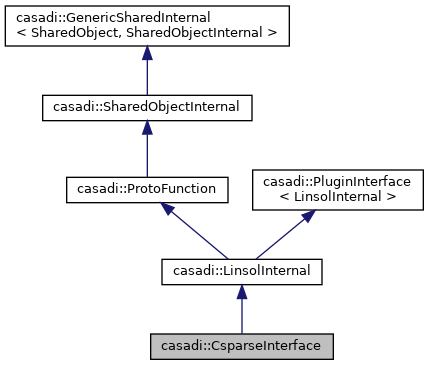 casadi::GenericSharedInternal
< SharedObject, SharedObjectInternal >
casadi::SharedObjectInternal
casadi::ProtoFunction
casadi::PluginInterface
< LinsolInternal >
casadi::LinsolInternal
casadi::CsparseInterface